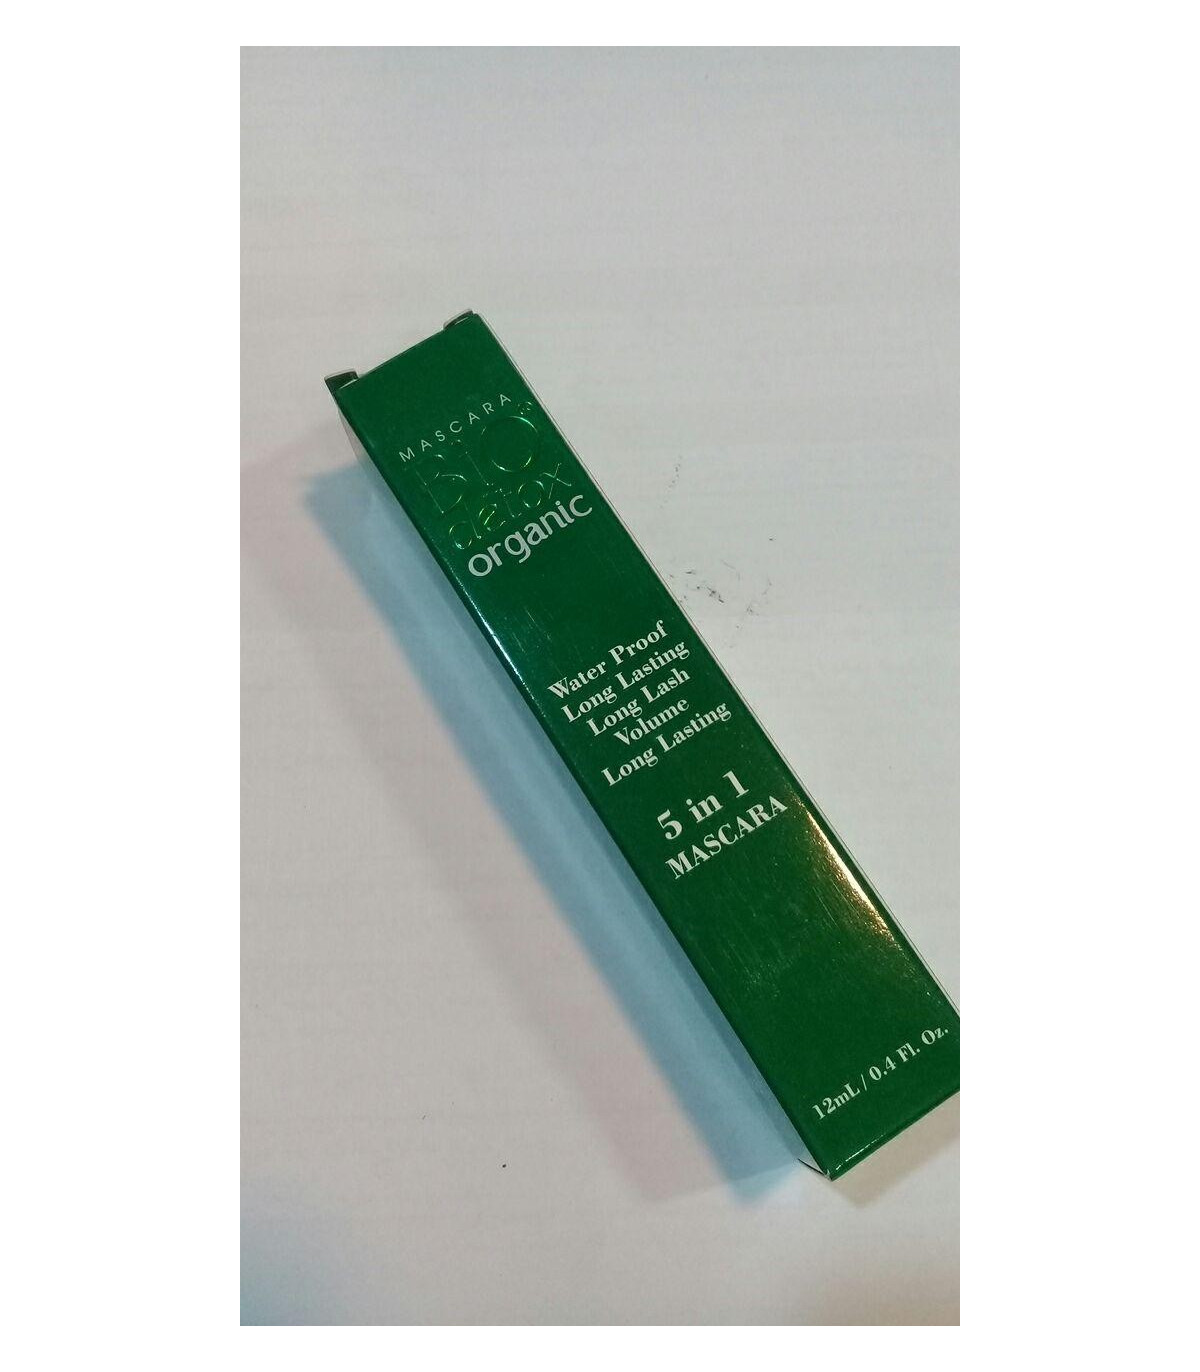 MASCARA
BiO®
detox
organic
Water Proof
Long Lasting
Long Lash
Volume
Long Lasting
5 in 1
MASCARA
12mL / 0.4 Fl. Oz.